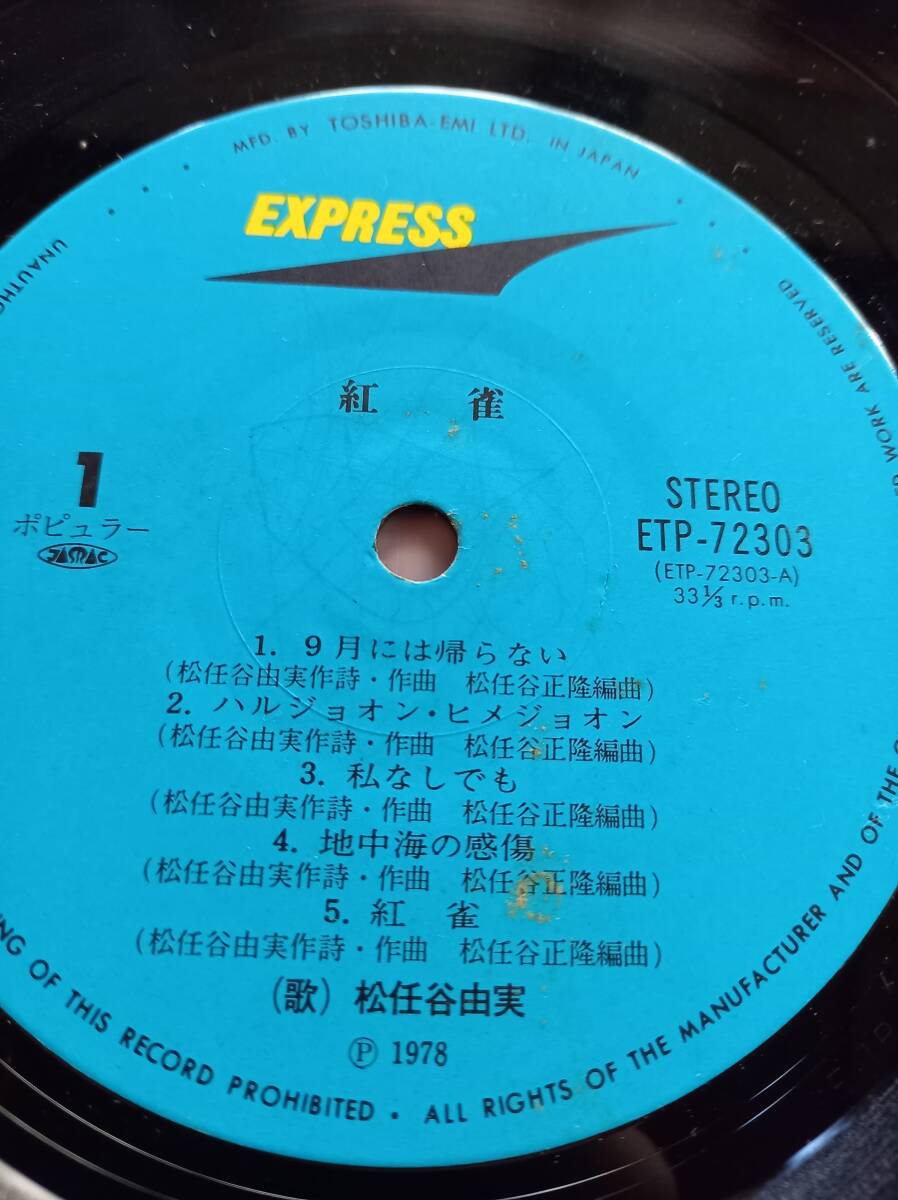 MFD. BY TOSHIBA-EMI LTD. IN JAPAN
EXPRESS
紅 雀
1
ポピュラー
JASRAC
STEREO
ETP-72303
(ETP-72303-A)
33⅓ r.p.m.
1. 9月には帰らない
(松任谷由実作詩・作曲 松任谷正隆編曲)
2. ハルジョオン・ヒメジョオン
(松任谷由実作詩・作曲 松任谷正隆編曲)
3. 私なしでも
(松任谷由実作詩・作曲 松任谷正隆編曲)
4. 地中海の感傷
(松任谷由実作詩・作曲 松任谷正隆編曲)
5. 紅 雀
(松任谷由実作詩・作曲 松任谷正隆編曲)
(歌) 松任谷由実
Ⓟ 1978
ALL RIGHTS OF THE MANUFACTURER AND OF THE
WORK ARE RESERVED
OF THIS RECORD PROHIBITED •